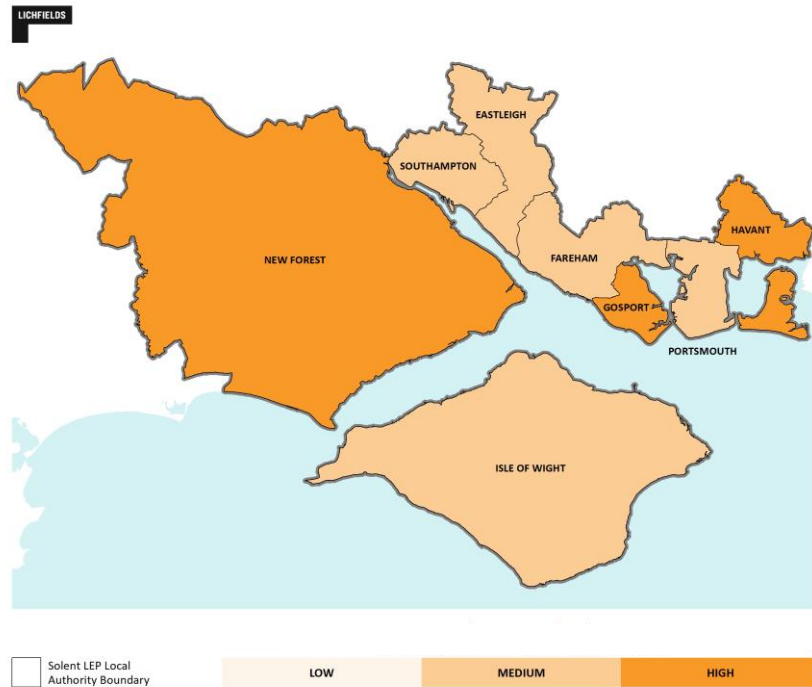 LICHFIELDS
EASTLEIGH
SOUTHAMPTON
HAVANT
NEW FOREST
FAREHAM
GOSPORT
PORTSMOUTH
ISLE OF WIGHT
Solent LEP Local
Authority Boundary
LOW
MEDIUM
HIGH